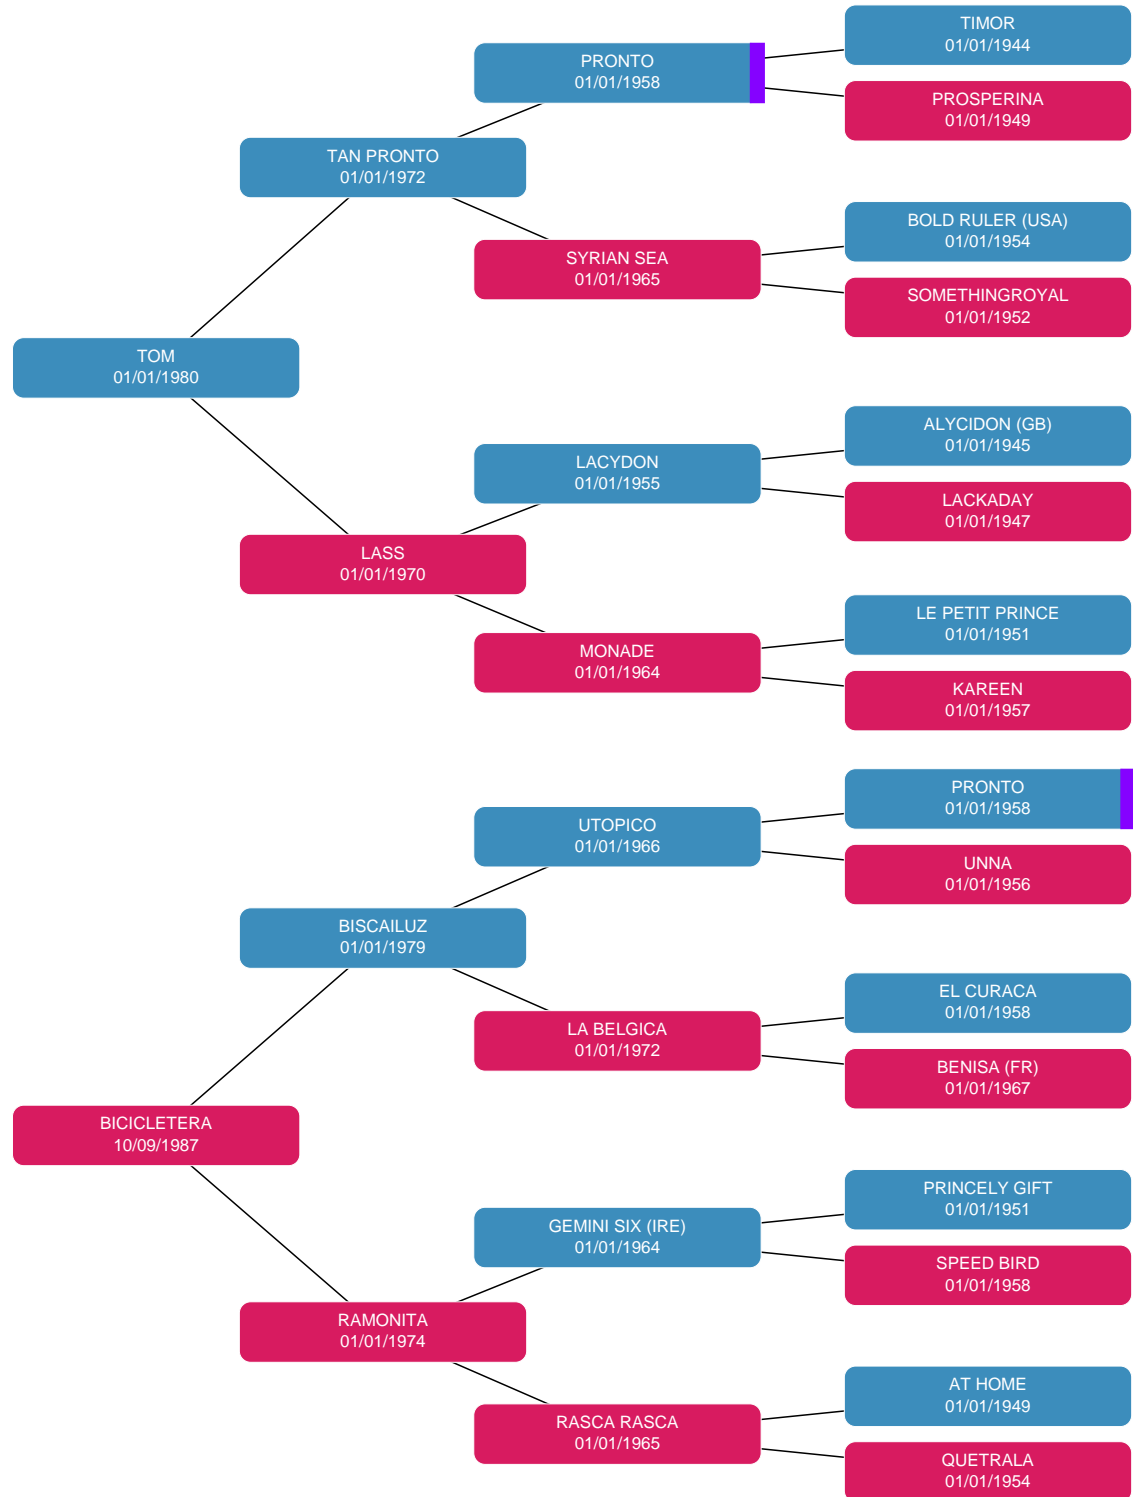 TIMOR
01/01/1944
PRONTO
01/01/1958
PROSPERINA
01/01/1949
TAN PRONTO
01/01/1972
BOLD RULER (USA)
01/01/1954
SYRIAN SEA
01/01/1965
SOMETHINGROYAL
01/01/1952
TOM
01/01/1980
ALYCIDON (GB)
01/01/1945
LACYDON
01/01/1955
LACKADAY
01/01/1947
LASS
01/01/1970
LE PETIT PRINCE
01/01/1951
MONADE
01/01/1964
KAREEN
01/01/1957
PRONTO
01/01/1958
UTOPICO
01/01/1966
UNNA
01/01/1956
BISCAILUZ
01/01/1979
EL CURACA
01/01/1958
LA BELGICA
01/01/1972
BENISA (FR)
01/01/1967
BICICLETERA
10/09/1987
PRINCELY GIFT
01/01/1951
GEMINI SIX (IRE)
01/01/1964
SPEED BIRD
01/01/1958
RAMONITA
01/01/1974
AT HOME
01/01/1949
RASCA RASCA
01/01/1965
QUETRALA
01/01/1954